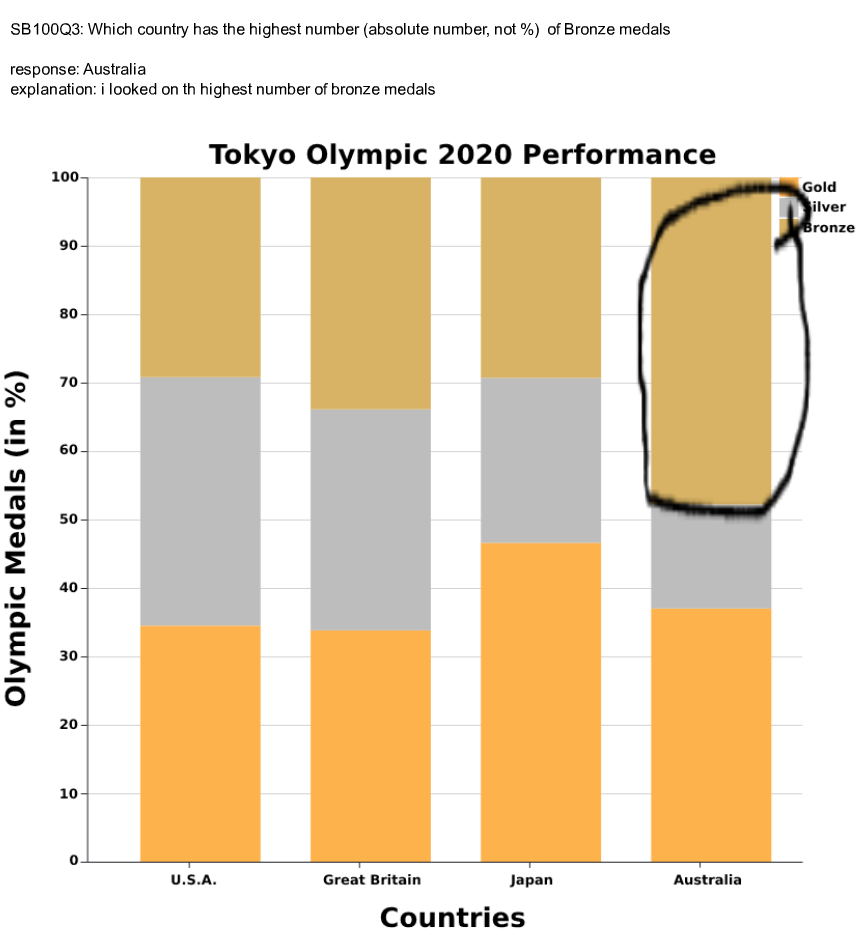 SB100Q3: Which country has the highest number (absolute number, not %)  of Bronze medals
response: Australia
explanation: i looked on th highest number of bronze medals
Tokyo Olympic 2020 Performance
Gold
Silver
Bronze
Olympic Medals (in %)
100
90
80
70
60
50
40
30
20
10
0
U.S.A. Great Britain Japan Australia
Countries